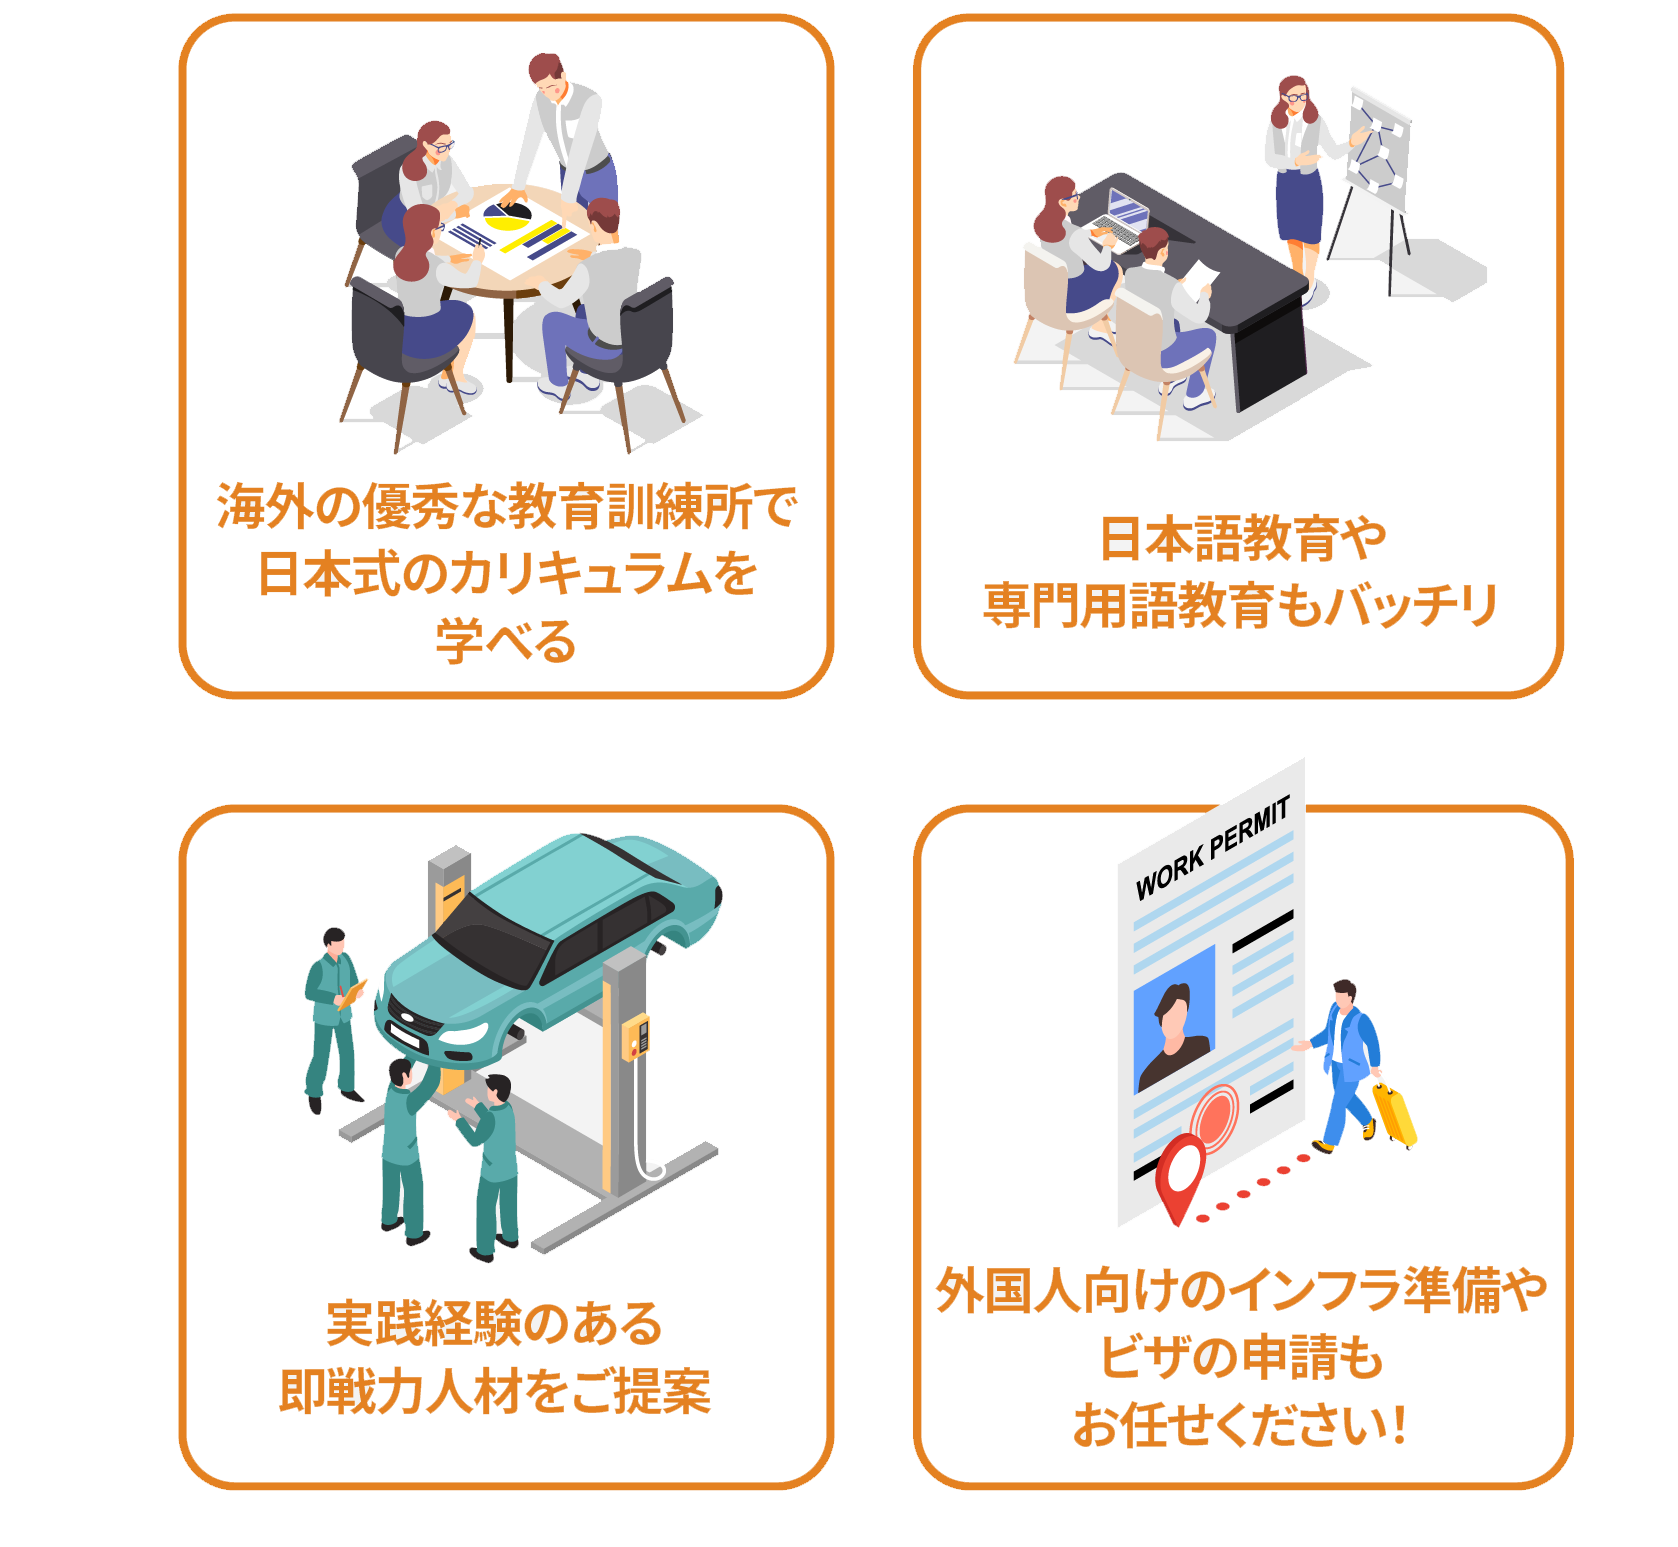 海外の優秀な教育訓練所で
日本式のカリキュラムを
学べる
日本語教育や
専門用語教育もバッチリ
実践経験のある
即戦力人材をご提案
WORK PERMIT
外国人向けのインフラ準備や
ビザの申請も
お任せください！